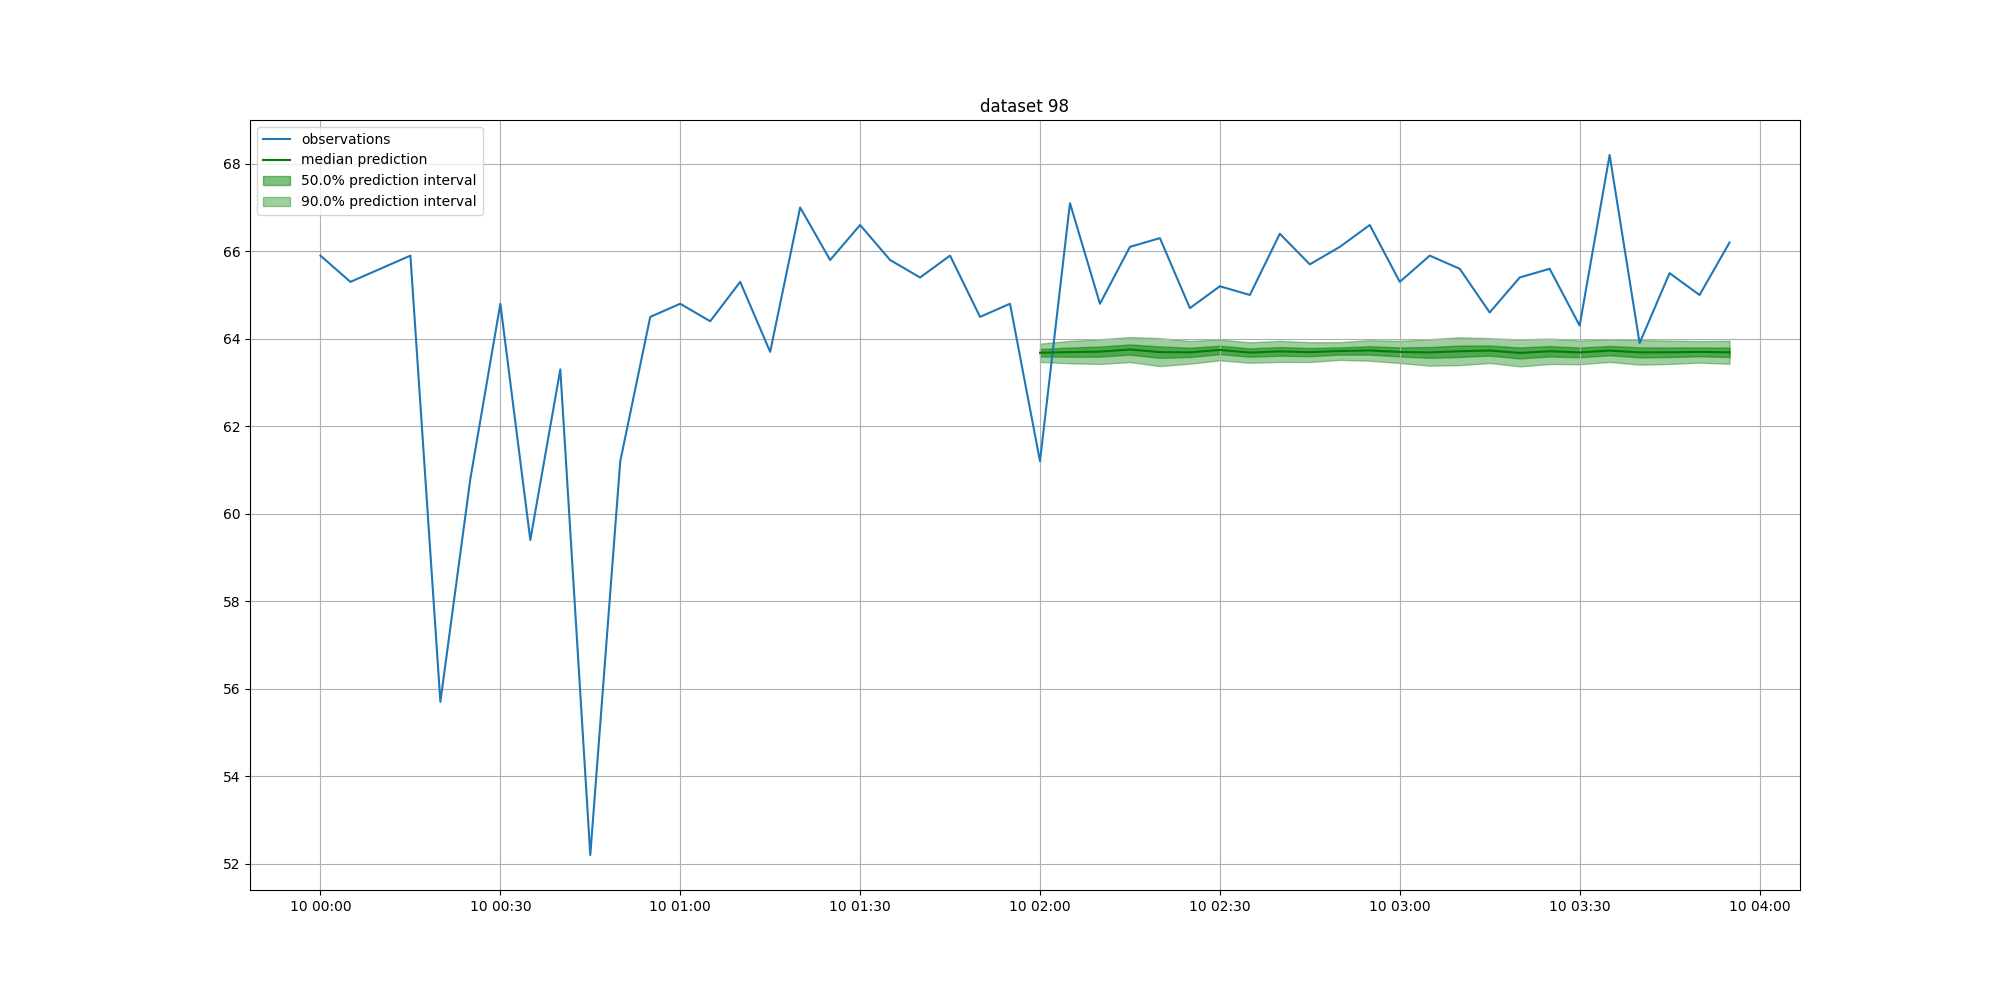 dataset 98
observations
median prediction
50.0% prediction interval
90.0% prediction interval
68
66
64
62
60
58
56
54
52
10 00:00 10 00:30 10 01:00 10 01:30 10 02:00 10 02:30 10 03:00 10 03:30 10 04:00